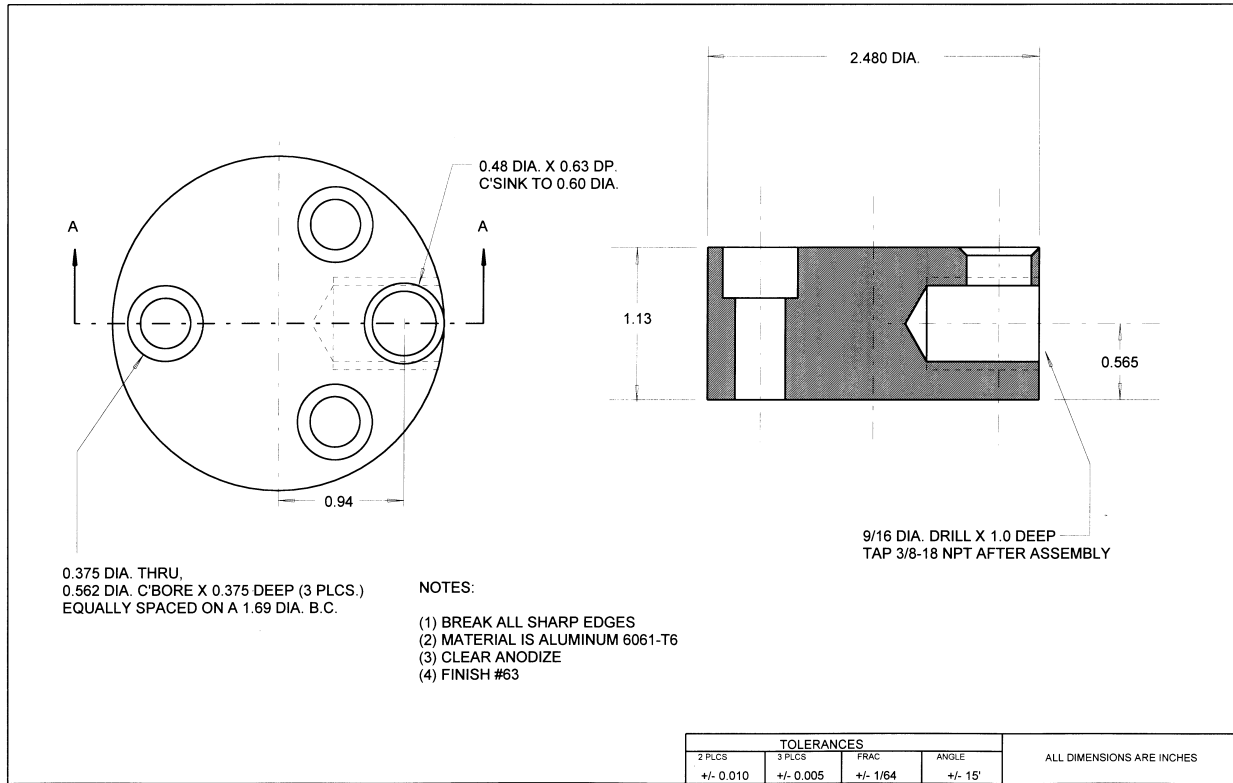 2.480 DIA.
0.48 DIA. X 0.63 DP.
C'SINK TO 0.60 DIA.
A
A
1.13
0.565
0.94
9/16 DIA. DRILL X 1.0 DEEP
TAP 3/8-18 NPT AFTER ASSEMBLY
0.375 DIA. THRU,
0.562 DIA. C'BORE X 0.375 DEEP (3 PLCS.)
EQUALLY SPACED ON A 1.69 DIA. B.C.
NOTES:
(1) BREAK ALL SHARP EDGES
(2) MATERIAL IS ALUMINUM 6061-T6
(3) CLEAR ANODIZE
(4) FINISH #63
TOLERANCES
2 PLCS 3 PLCS FRAC ANGLE
+/- 0.010 +/- 0.005 +/- 1/64 +/- 15'
ALL DIMENSIONS ARE INCHES